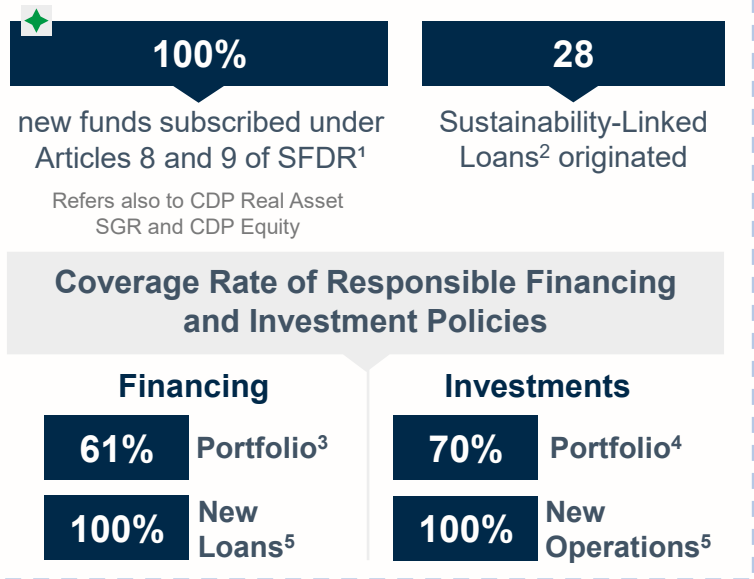 100%
new funds subscribed under
Articles 8 and 9 of SFDR¹
Refers also to CDP Real Asset
SGR and CDP Equity
28
Sustainability-Linked
Loans² originated
Coverage Rate of Responsible Financing
and Investment Policies
Financing
61%
Portfolio³
100%
New
Loans⁵
Investments
70%
Portfolio⁴
100%
New
Operations⁵